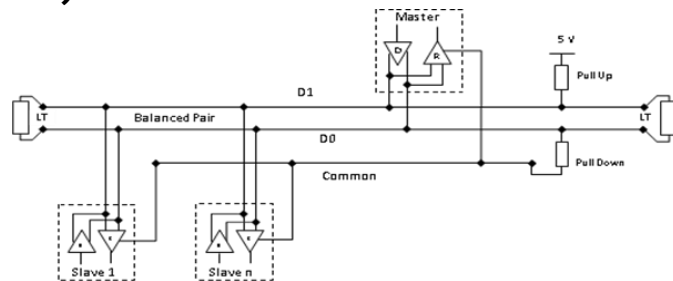 Master
D
R
5 V
Pull Up
D1
LT
Balanced Pair
LT
D0
Pull Down
Common
Slave 1
Slave n